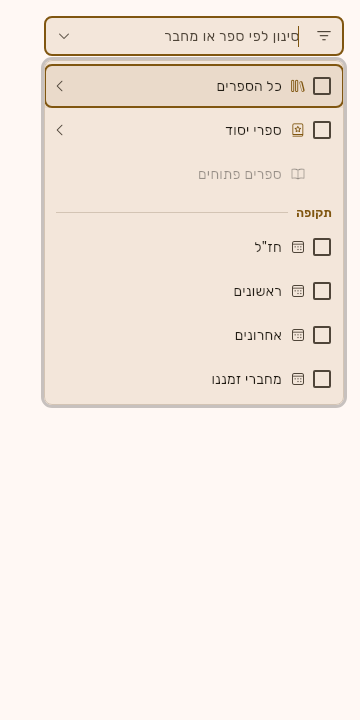 סינון לפי ספר או מחבר
כל הספרים
ספרי יסוד
ספרים פתוחים
תקופה
חז"ל
ראשונים
אחרונים
מחברי זמננו